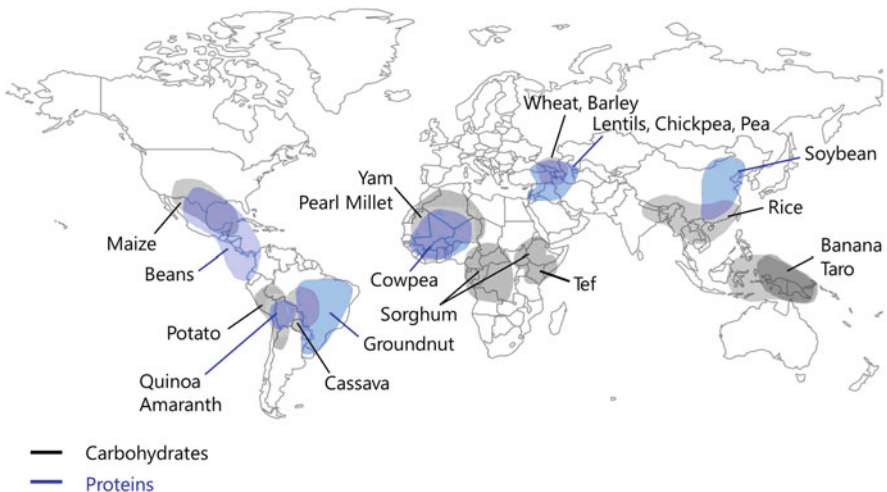 Wheat, Barley
Lentils, Chickpea, Pea
Soybean
Yam
Pearl Millet
Rice
Maize
Banana
Taro
Beans
Cowpea
Tef
Sorghum
Potato
Groundnut
Quinoa
Amaranth
Cassava
Carbohydrates
Proteins